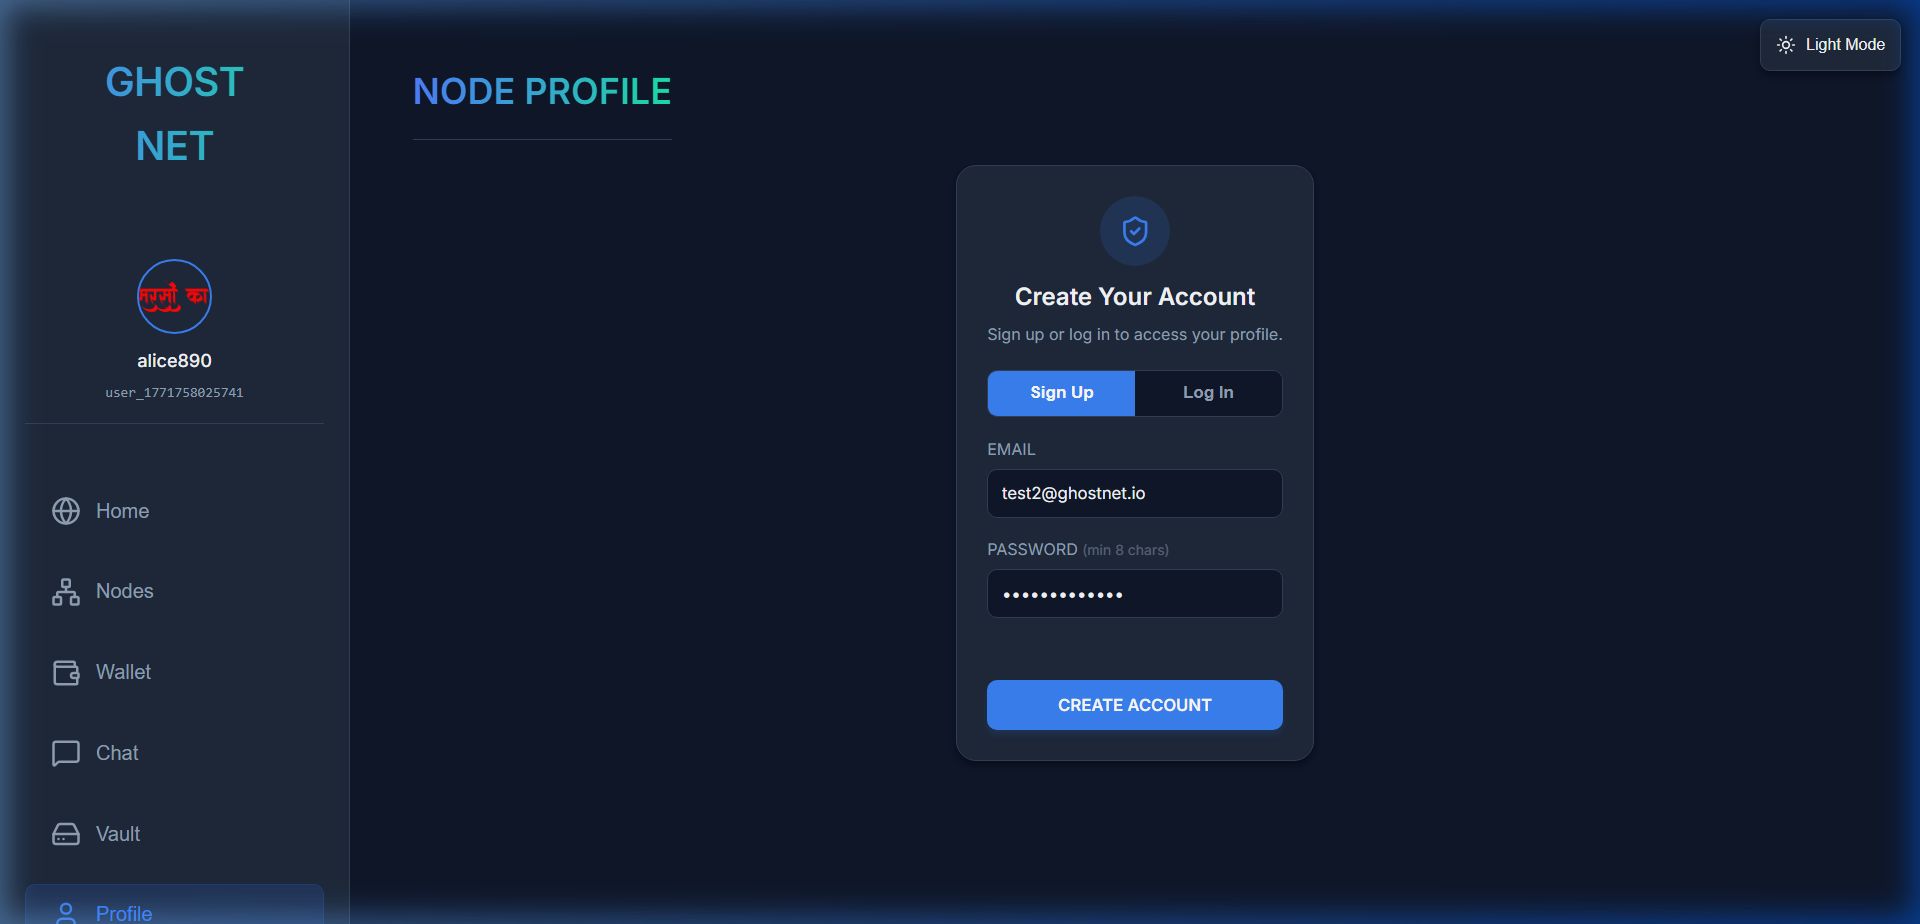 GHOST
NET
मरसों का
alice890
user_1771758025741
Home
Nodes
Wallet
Chat
Vault
Profile
NODE PROFILE
Light Mode
Create Your Account
Sign up or log in to access your profile.
Sign Up
Log In
EMAIL
test2@ghostnet.io
PASSWORD (min 8 chars)
•••••••••••••
CREATE ACCOUNT